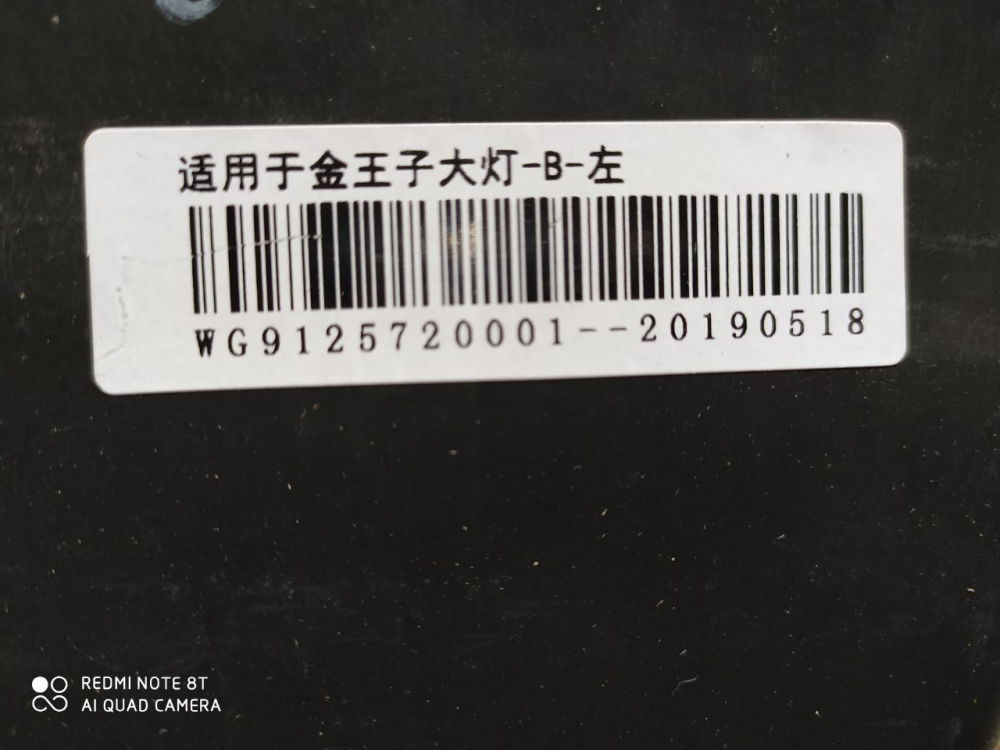 适用于金王子大灯-B-左
WG9125720001--20190518
REDMI NOTE 8T
AI QUAD CAMERA